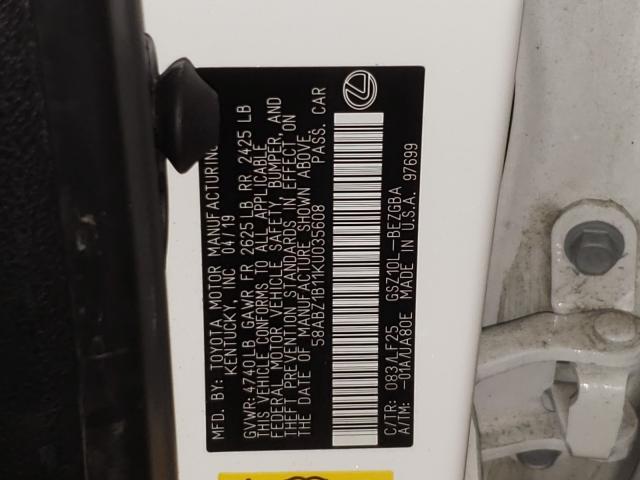 MFD. BY: TOYOTA MOTOR MANUFACTURING
KENTUCKY, INC 04/19
GVWR: 4740LB GAWR FR 2625LB RR 2425 LB
THIS VEHICLE CONFORMS TO ALL APPLICABLE
FEDERAL MOTOR VEHICLE SAFETY, BUMPER, AND
THEFT PREVENTION STANDARDS IN EFFECT ON
THE DATE OF MANUFACTURE SHOWN ABOVE.
58ABZ1B11KU035608 PASS. CAR
C/TR: 083/LF25 GSZ10L-BEZGBA
A/TM: -01A/UA80E MADE IN U.S.A. 97699